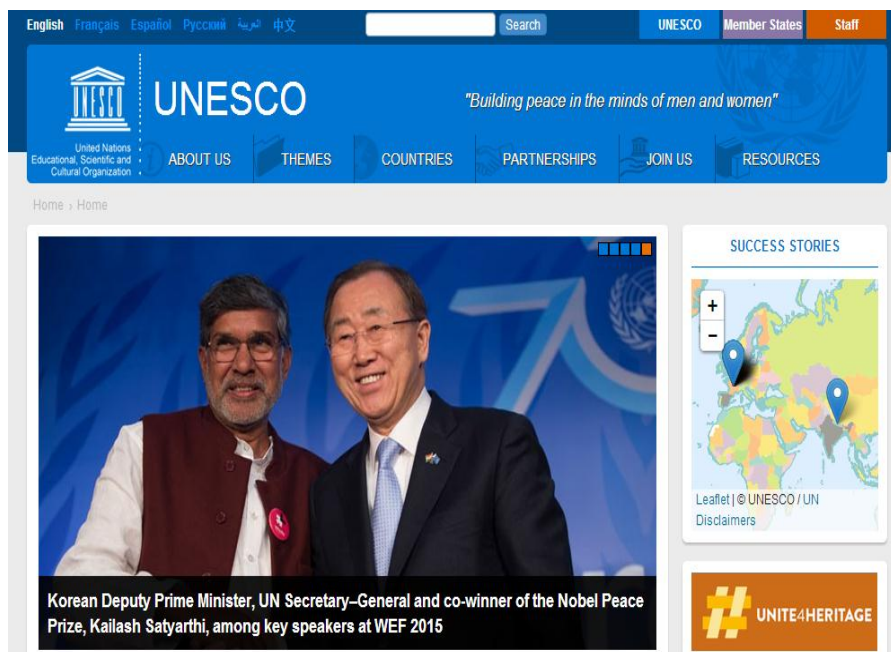 English Français Español Русский العربية 中文 Search UNESCO Member States Staff
UNESCO
UNESCO
"Building peace in the minds of men and women"
United Nations
Educational, Scientific and
Cultural Organization
ABOUT US THEMES COUNTRIES PARTNERSHIPS JOIN US RESOURCES
Home › Home
70
Korean Deputy Prime Minister, UN Secretary–General and co-winner of the Nobel Peace
Prize, Kailash Satyarthi, among key speakers at WEF 2015
SUCCESS STORIES
+
-
Leaflet | © UNESCO / UN
Disclaimers
UNITE4HERITAGE